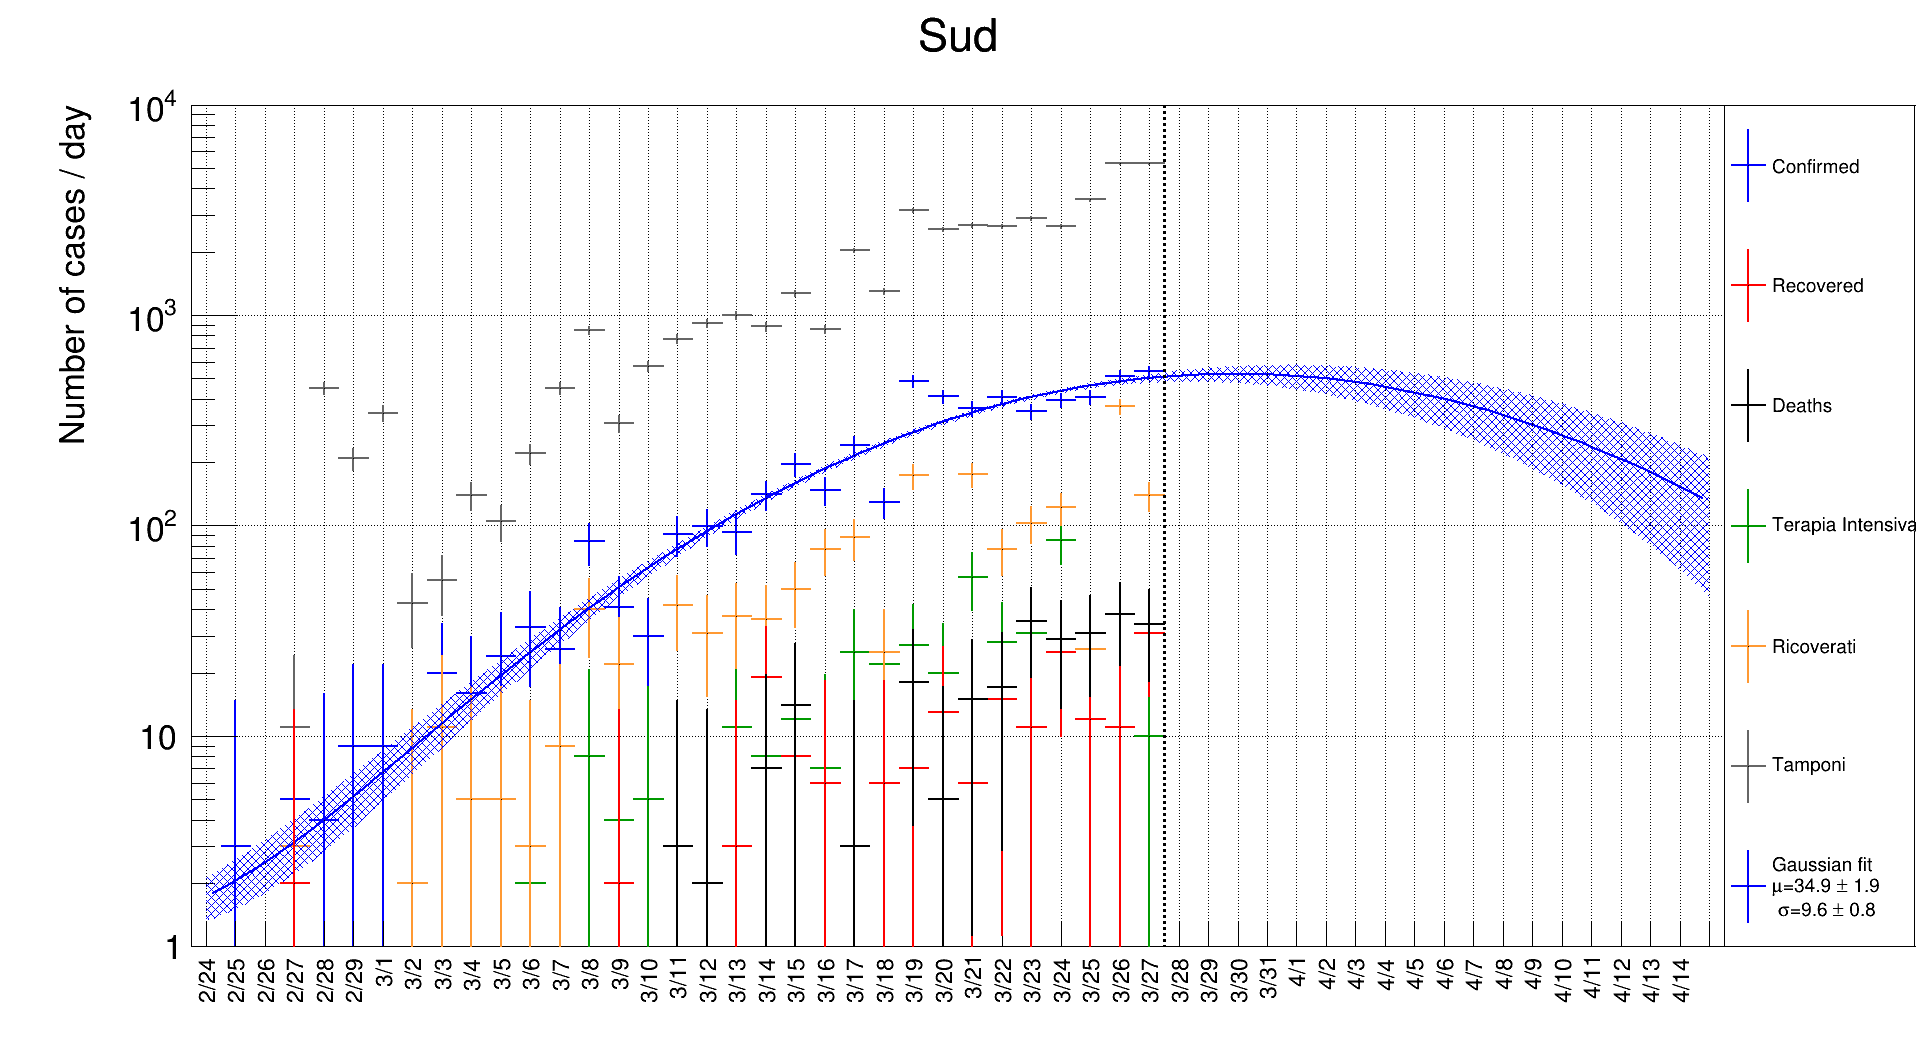 Sud
Number of cases / day
10⁴
10³
10²
10
1
2/24 2/25 2/26 2/27 2/28 2/29 3/1 3/2 3/3 3/4 3/5 3/6 3/7 3/8 3/9 3/10 3/11 3/12 3/13 3/14 3/15 3/16 3/17 3/18 3/19 3/20 3/21 3/22 3/23 3/24 3/25 3/26 3/27 3/28 3/29 3/30 3/31 4/1 4/2 4/3 4/4 4/5 4/6 4/7 4/8 4/9 4/10 4/11 4/12 4/13 4/14
Confirmed
Recovered
Deaths
Terapia Intensiva
Ricoverati
Tamponi
Gaussian fit
μ=34.9 ± 1.9
σ=9.6 ± 0.8